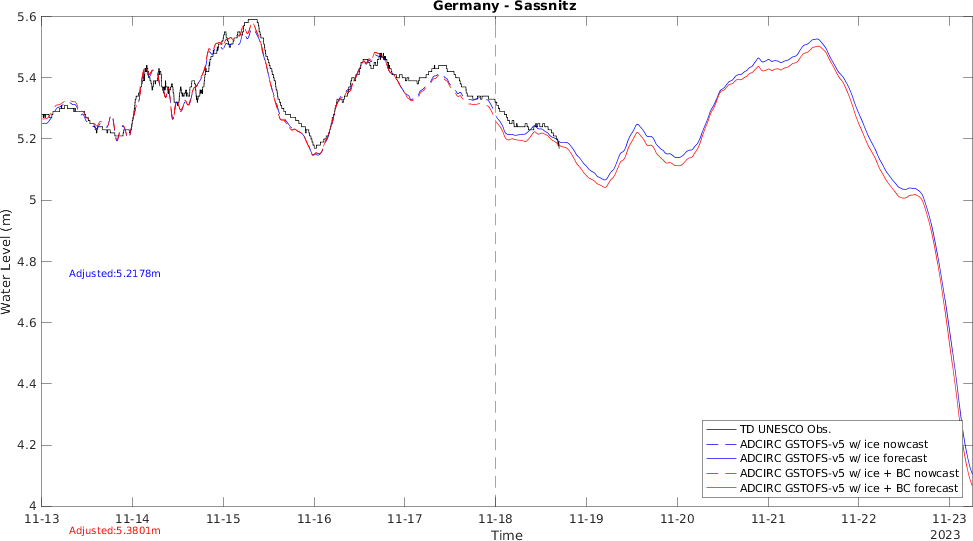 Germany - Sassnitz
5.6
5.4
5.2
5
4.8
4.6
4.4
4.2
4
Water Level (m)
Adjusted:5.2178m
Adjusted:5.3801m
TD UNESCO Obs.
ADCIRC GSTOFS-v5 w/ ice nowcast
ADCIRC GSTOFS-v5 w/ ice forecast
ADCIRC GSTOFS-v5 w/ ice + BC nowcast
ADCIRC GSTOFS-v5 w/ ice + BC forecast
11-13 11-14 11-15 11-16 11-17 11-18 11-19 11-20 11-21 11-22 11-23
Time
2023